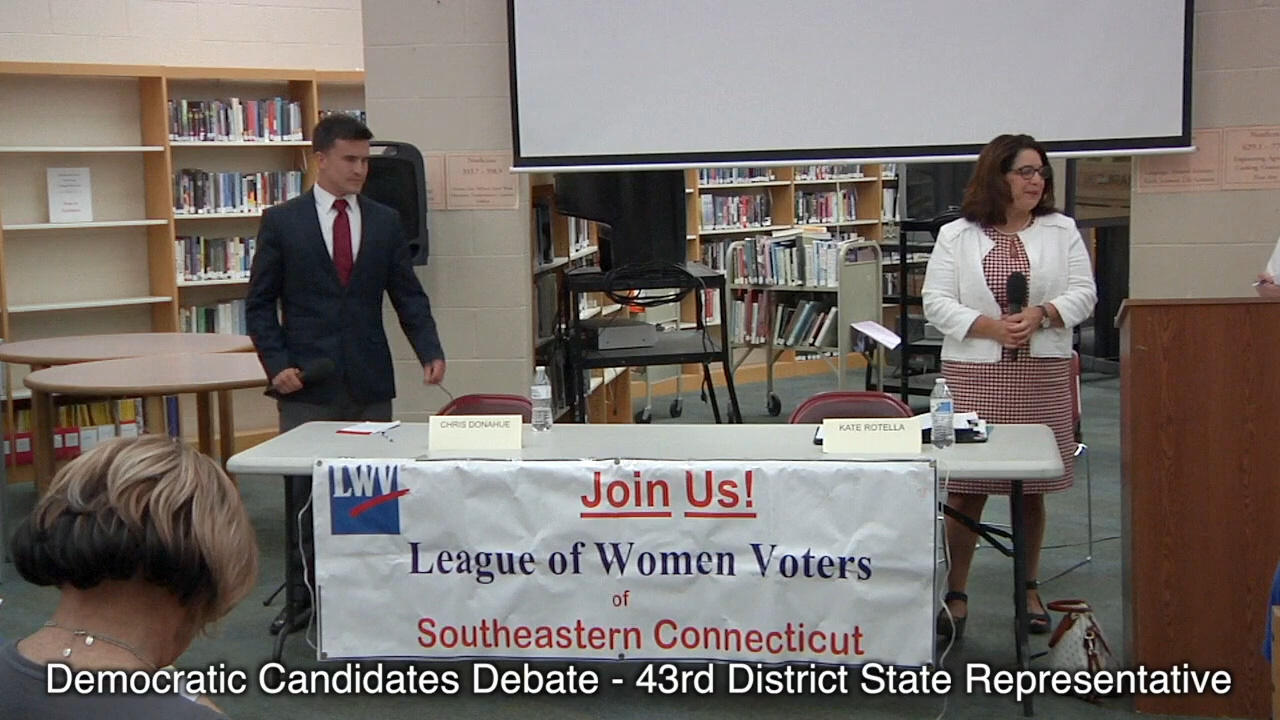 Nonfiction
CHRIS DONAHUE
KATE ROTELLA
LWV
Join Us!
League of Women Voters
of
Southeastern Connecticut
Democratic Candidates Debate - 43rd District State Representative